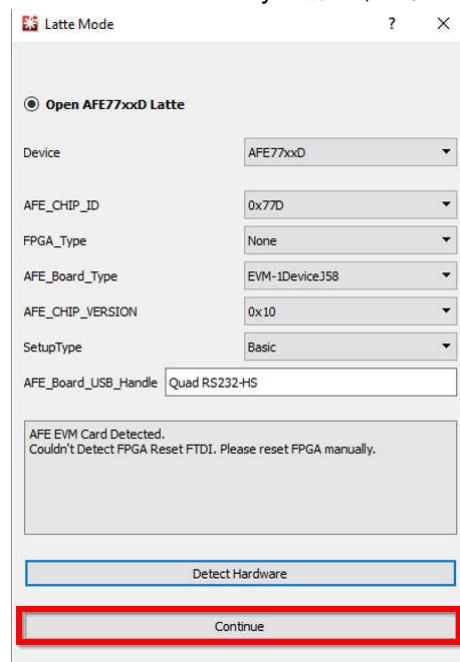 Latte Mode ? ×
Open AFE77xxD Latte
Device AFE77xxD
AFE_CHIP_ID 0x77D
FPGA_Type None
AFE_Board_Type EVM-1DeviceJ58
AFE_CHIP_VERSION 0x10
SetupType Basic
AFE_Board_USB_Handle Quad RS232-HS
AFE EVM Card Detected.
Couldn't Detect FPGA Reset FTDI. Please reset FPGA manually.
Detect Hardware
Continue